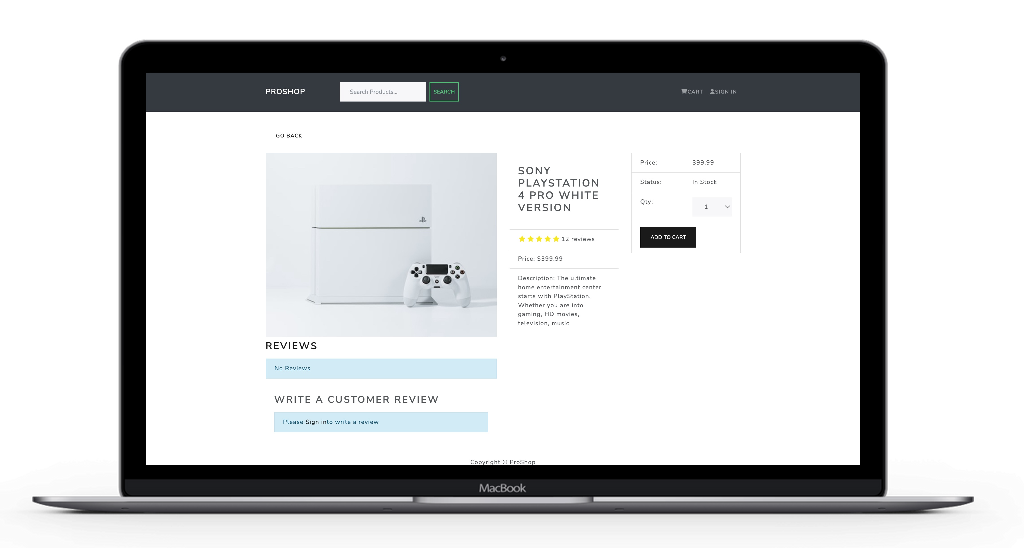 PROSHOP
Search Products...
SEARCH
CART
SIGN IN
GO BACK
SONY
PLAYSTATION
4 PRO WHITE
VERSION
12 reviews
Price: $399.99
Description: The ultimate
home entertainment center
starts with PlayStation.
Whether you are into
gaming, HD movies,
television, music
Price: $99.99
Status: In Stock
Qty: 1
ADD TO CART
REVIEWS
No Reviews
WRITE A CUSTOMER REVIEW
Please Sign into write a review
Copyright © ProShop
MacBook